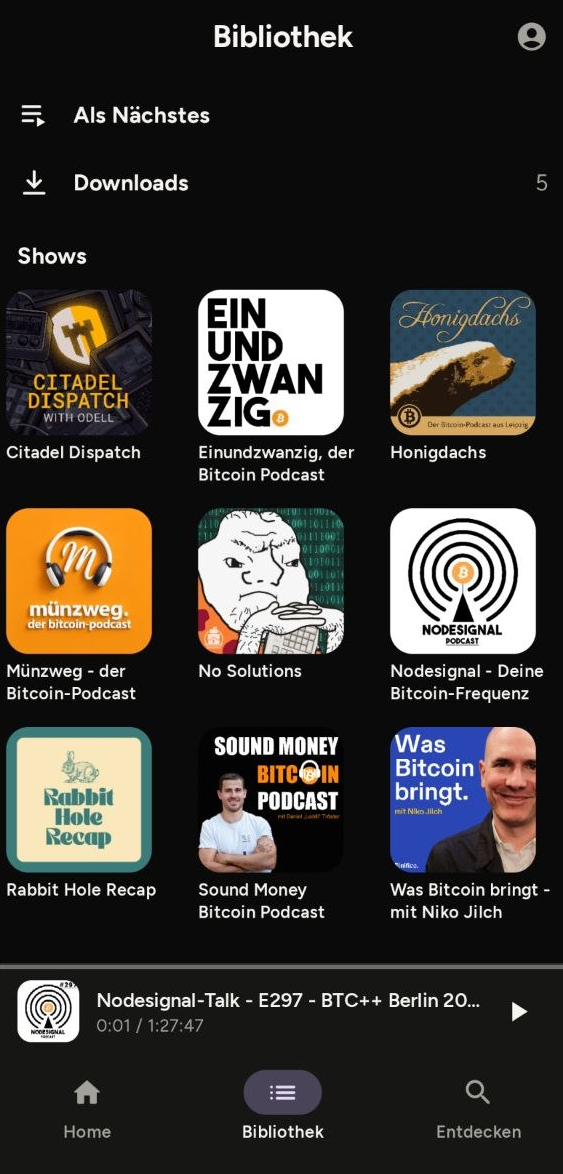 Bibliothek
Als Nächstes
Downloads
5
Shows
CITADEL
DISPATCH
WITH ODELL
Citadel Dispatch
EIN
UND
ZWAN
ZIG
Einundzwanzig, der
Bitcoin Podcast
Honigdachs
Der Bitcoin-Podcast aus Leipzig
Honigdachs
münzweg.
der bitcoin-podcast
Münzweg - der
Bitcoin-Podcast
No Solutions
NODESIGNAL
PODCAST
Nodesignal - Deine
Bitcoin-Frequenz
Rabbit
Hole
Recap
Rabbit Hole Recap
SOUND MONEY
BITCOIN
PODCAST
Sound Money
Bitcoin Podcast
Was
Bitcoin
bringt.
mit Niko Jilch
Was Bitcoin bringt -
mit Niko Jilch
#297
NODESIGNAL
PODCAST
Nodesignal-Talk - E297 - BTC++ Berlin 20...
0:01 / 1:27:47
Home
Bibliothek
Entdecken